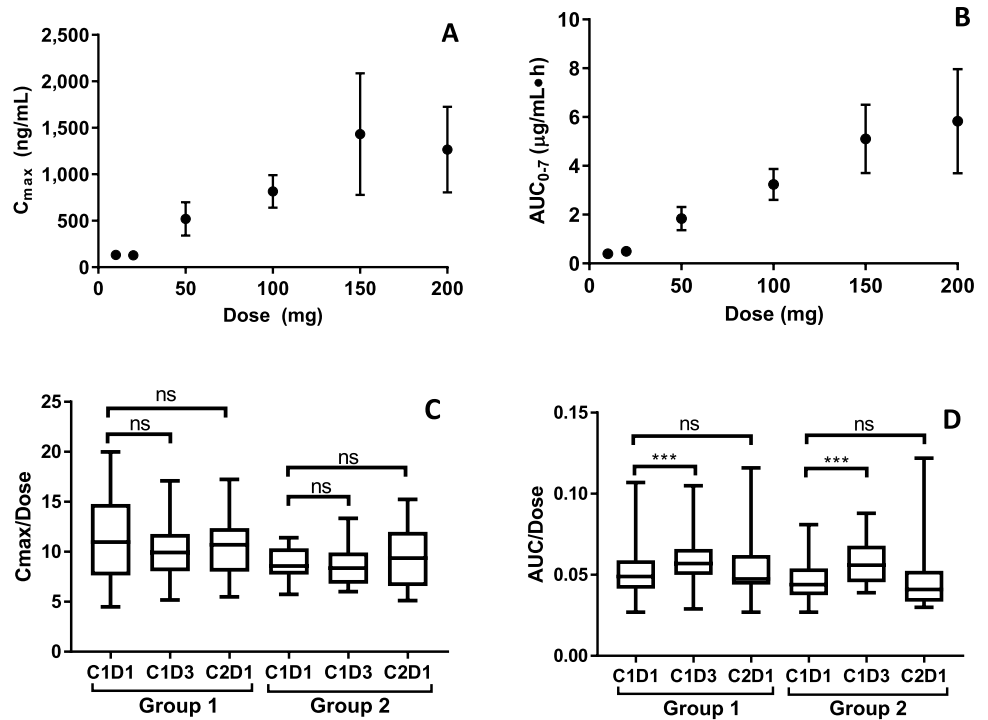 A
2,500
2,000
1,500
1,000
500
0
Cmax (ng/mL)
0 50 100 150 200
Dose (mg)
B
10
8
6
4
2
0
AUC0-7 (µg/mL•h)
0 50 100 150 200
Dose (mg)
C
25
20
15
10
5
0
Cmax/Dose
ns
ns
ns
ns
C1D1 C1D3 C2D1 C1D1 C1D3 C2D1
Group 1 Group 2
D
0.15
0.10
0.05
0.00
AUC/Dose
ns
***
ns
***
C1D1 C1D3 C2D1 C1D1 C1D3 C2D1
Group 1 Group 2